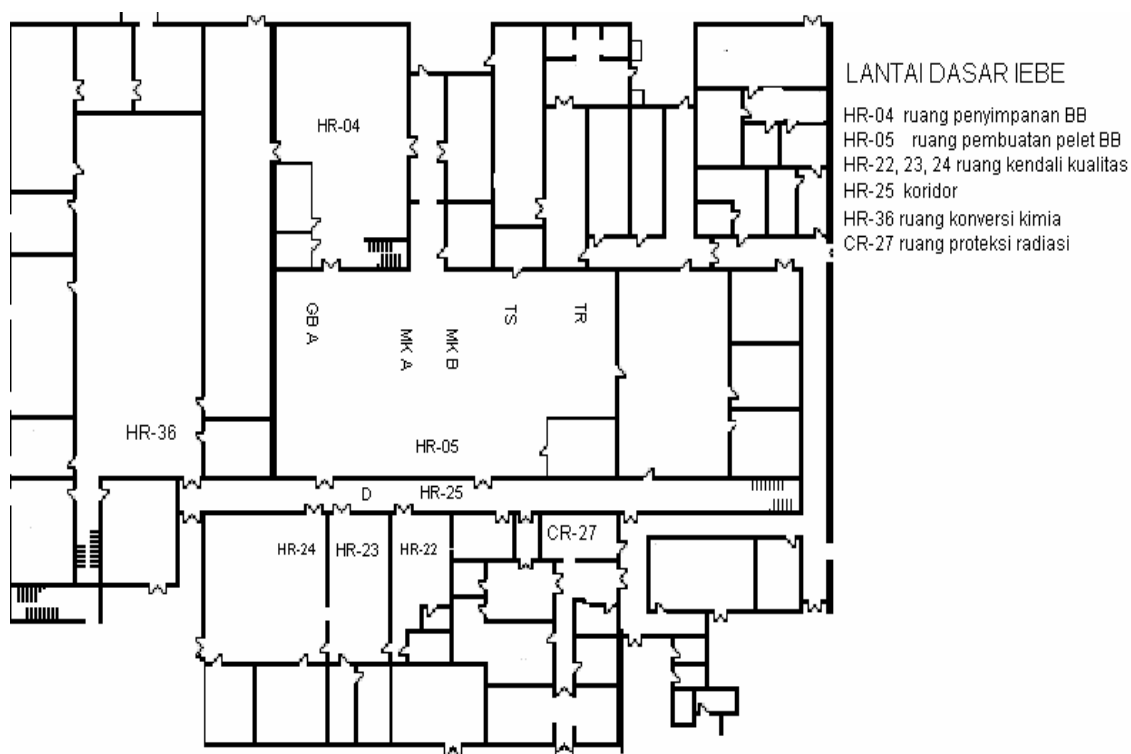 LANTAI DASAR IEBE
HR-04 ruang penyimpanan BB
HR-05 ruang pembuatan pelet BB
HR-22, 23, 24 ruang kendali kualitas
HR-25 koridor
HR-36 ruang konversi kimia
CR-27 ruang proteksi radiasi
HR-04
GB A
MK A
MK B
TS
TR
HR-36
HR-05
D
HR-25
HR-24
HR-23
HR-22
CR-27